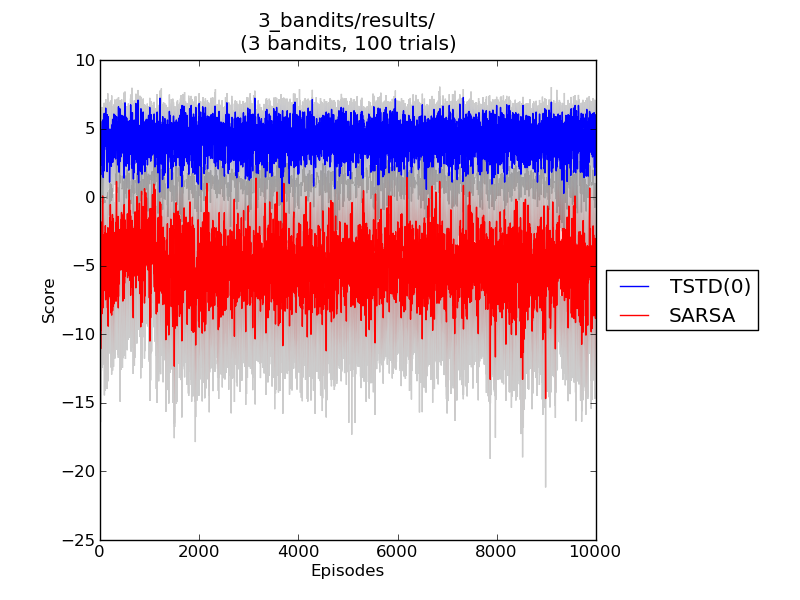 3_bandits/results/
(3 bandits, 100 trials)
10
5
0
−5
−10
−15
−20
−25
Score
0
2000
4000
6000
8000
10000
Episodes
TSTD(0)
SARSA